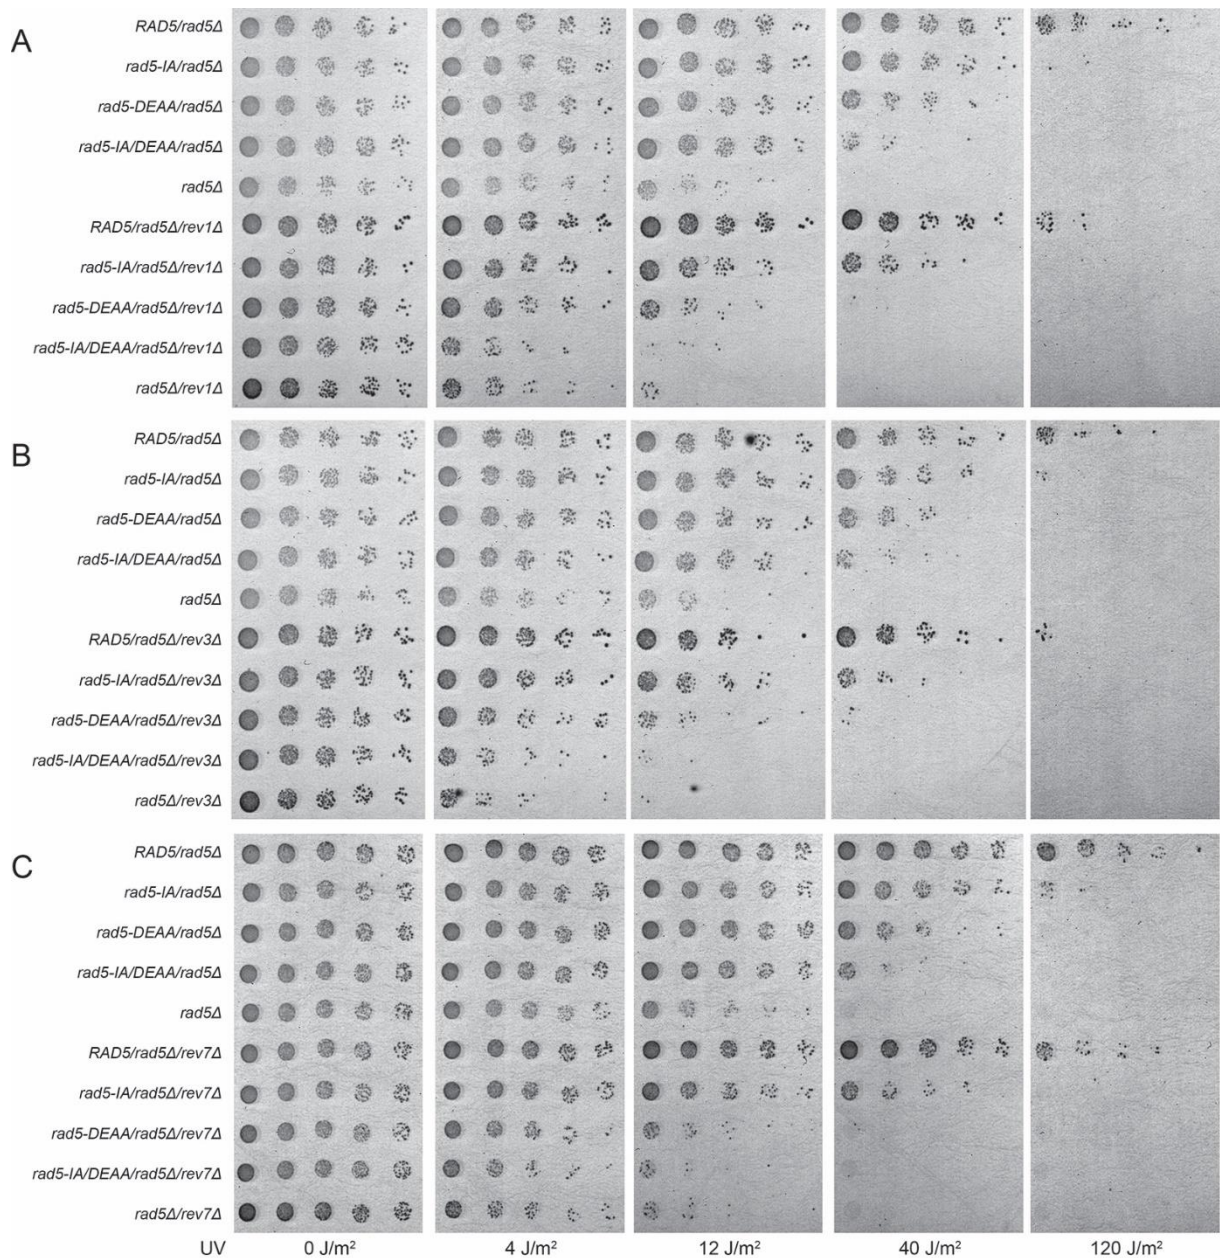 A
RAD5/rad5Δ
rad5-IA/rad5Δ
rad5-DEAA/rad5Δ
rad5-IA/DEAA/rad5Δ
rad5Δ
RAD5/rad5Δ/rev1Δ
rad5-IA/rad5Δ/rev1Δ
rad5-DEAA/rad5Δ/rev1Δ
rad5-IA/DEAA/rad5Δ/rev1Δ
rad5Δ/rev1Δ
B
RAD5/rad5Δ
rad5-IA/rad5Δ
rad5-DEAA/rad5Δ
rad5-IA/DEAA/rad5Δ
rad5Δ
RAD5/rad5Δ/rev3Δ
rad5-IA/rad5Δ/rev3Δ
rad5-DEAA/rad5Δ/rev3Δ
rad5-IA/DEAA/rad5Δ/rev3Δ
rad5Δ/rev3Δ
C
RAD5/rad5Δ
rad5-IA/rad5Δ
rad5-DEAA/rad5Δ
rad5-IA/DEAA/rad5Δ
rad5Δ
RAD5/rad5Δ/rev7Δ
rad5-IA/rad5Δ/rev7Δ
rad5-DEAA/rad5Δ/rev7Δ
rad5-IA/DEAA/rad5Δ/rev7Δ
rad5Δ/rev7Δ
UV 0 J/m² 4 J/m² 12 J/m² 40 J/m² 120 J/m²